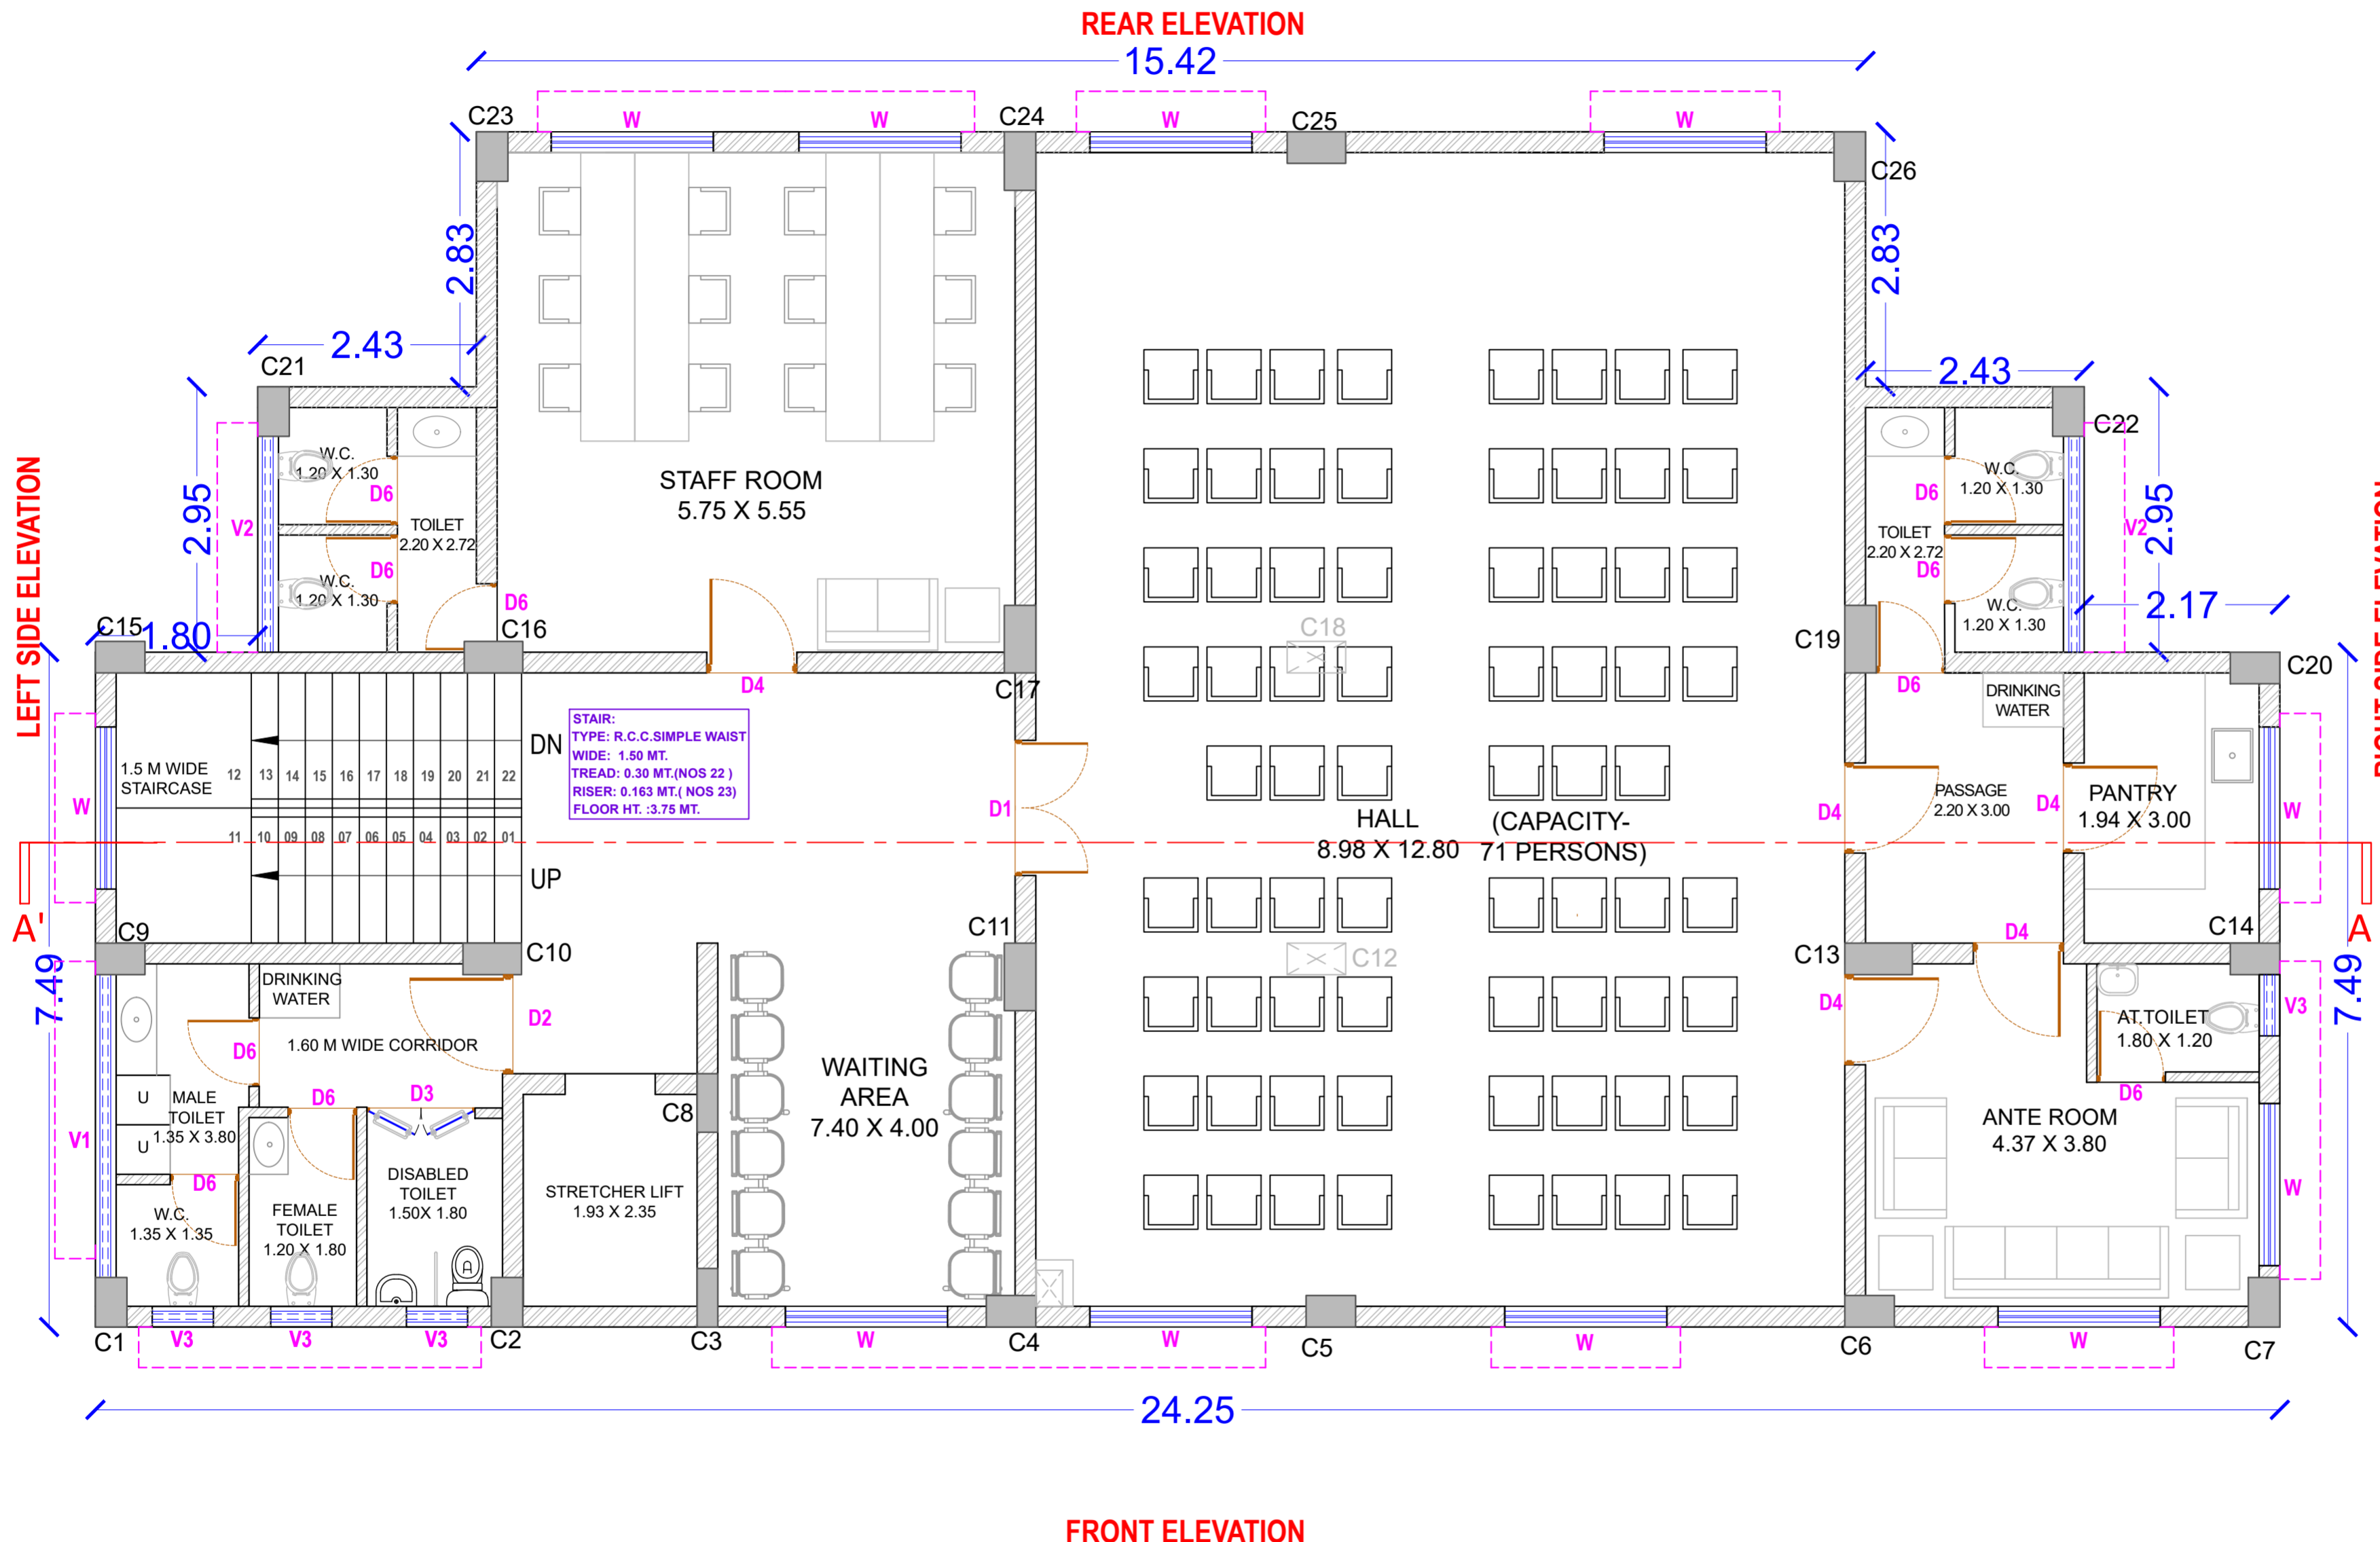 REAR ELEVATION
15.42
C23
W
W
C24
W
C25
W
C26
2.83
2.83
2.43
C21
2.43
C22
LEFT SIDE ELEVATION
2.95
V2
W.C.
1.20 X 1.30
D6
TOILET
2.20 X 2.72
D6
W.C.
1.20 X 1.30
D6
STAFF ROOM
5.75 X 5.55
W.C.
1.20 X 1.30
D6
TOILET
2.20 X 2.72
D6
W.C.
1.20 X 1.30
V2
2.95
2.17
RIGHT SIDE ELEVATION
C15
1.80
C16
D4
C17
C18
C19
D6
C20
DRINKING
WATER
STAIR:
TYPE: R.C.C.SIMPLE WAIST
WIDE: 1.50 MT.
TREAD: 0.30 MT.(NOS 22 )
RISER: 0.163 MT.( NOS 23)
FLOOR HT. :3.75 MT.
DN
1.5 M WIDE
STAIRCASE
12 13 14 15 16 17 18 19 20 21 22
W
11 10 09 08 07 06 05 04 03 02 01
UP
D1
HALL
8.98 X 12.80
(CAPACITY-
71 PERSONS)
D4
PASSAGE
2.20 X 3.00
D4
PANTRY
1.94 X 3.00
W
A'
A
C9
C10
C11
C12
C13
D4
C14
7.49
DRINKING
WATER
D2
1.60 M WIDE CORRIDOR
D6
D6
D3
D4
AT.TOILET
1.80 X 1.20
D6
V3
7.49
V1
U
U
MALE
TOILET
1.35 X 3.80
D6
W.C.
1.35 X 1.35
FEMALE
TOILET
1.20 X 1.80
DISABLED
TOILET
1.50X 1.80
C8
STRETCHER LIFT
1.93 X 2.35
WAITING
AREA
7.40 X 4.00
ANTE ROOM
4.37 X 3.80
W
C1
V3
V3
V3
C2
C3
W
C4
W
C5
W
C6
W
C7
24.25
FRONT ELEVATION